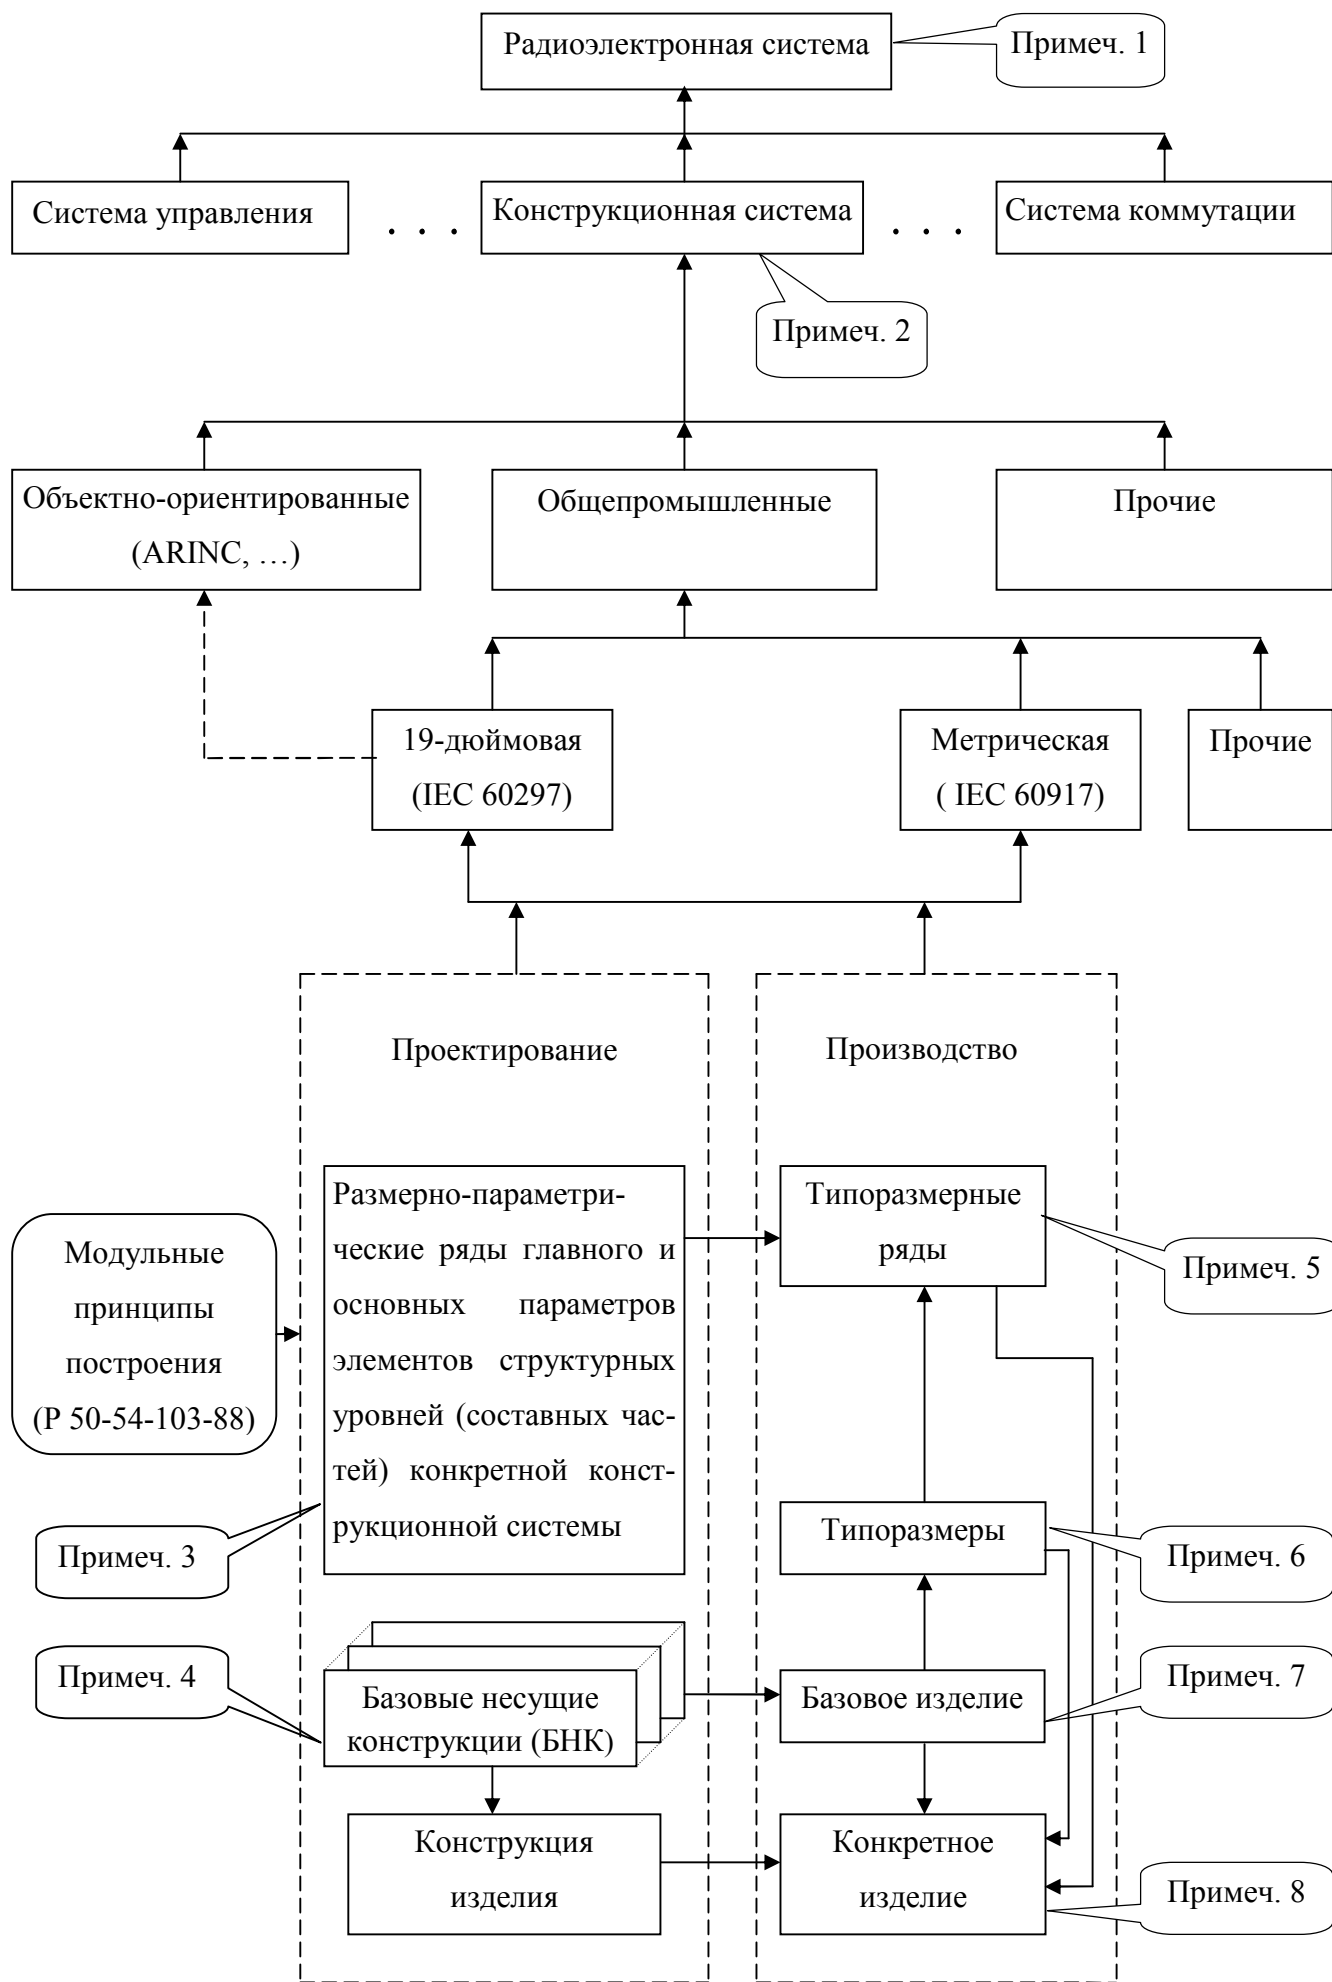 Радиоэлектронная система
Примеч. 1
Система управления
. . .
Конструкционная система
. . .
Система коммутации
Примеч. 2
Объектно-ориентированные
(ARINC, …)
Общепромышленные
Прочие
19-дюймовая
(IEC 60297)
Метрическая
( IEC 60917)
Прочие
Проектирование
Производство
Модульные
принципы
построения
(Р 50-54-103-88)
Размерно-параметри-
ческие ряды главного и
основных параметров
элементов структурных
уровней (составных час-
тей) конкретной конст-
рукционной системы
Типоразмерные
ряды
Примеч. 5
Примеч. 3
Типоразмеры
Примеч. 6
Примеч. 4
Базовые несущие
конструкции (БНК)
Базовое изделие
Примеч. 7
Конструкция
изделия
Конкретное
изделие
Примеч. 8